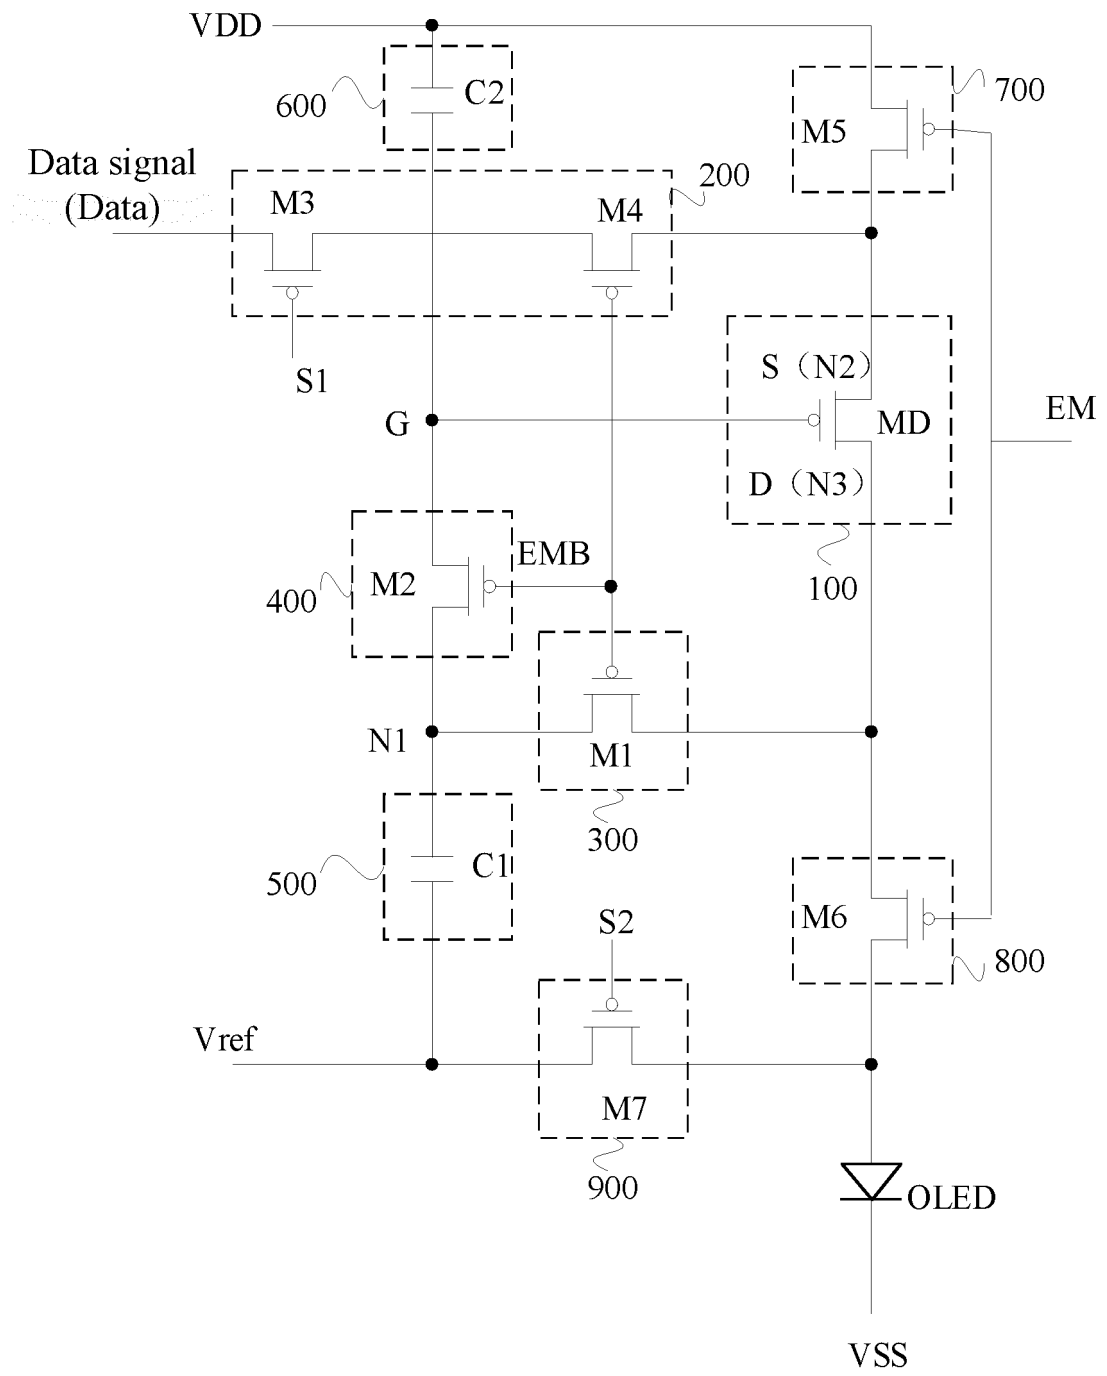 VDD
C2
600
700
M5
Data signal
(Data)
200
M3
M4
S1
S（N2）
EM
G
MD
D（N3）
EMB
M2
400
100
N1
M1
300
C1
500
S2
M6
800
Vref
M7
900
OLED
VSS